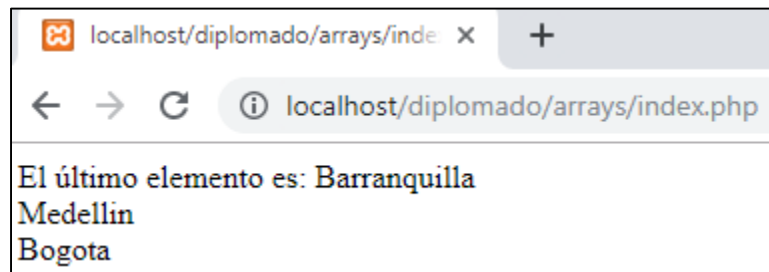 localhost/diplomado/arrays/inde
localhost/diplomado/arrays/index.php
El último elemento es: Barranquilla
Medellin
Bogota